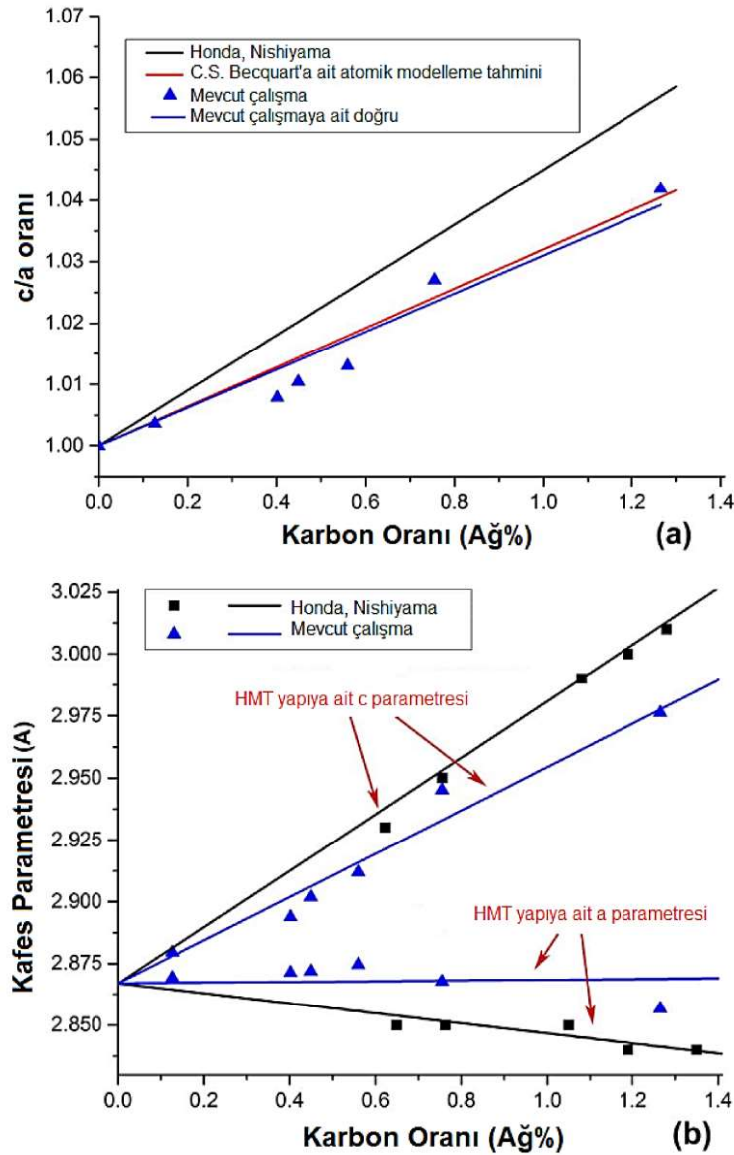 1.07
1.06
1.05
1.04
1.03
1.02
1.01
1.00
c/a oranı
Honda, Nishiyama
C.S. Becquart'a ait atomik modelleme tahmini
Mevcut çalışma
Mevcut çalışmaya ait doğru
0.0 0.2 0.4 0.6 0.8 1.0 1.2 1.4
Karbon Oranı (Ağ%)
(a)
3.025
3.000
2.975
2.950
2.925
2.900
2.875
2.850
Kafes Parametresi (A)
Honda, Nishiyama
Mevcut çalışma
HMT yapıya ait c parametresi
HMT yapıya ait a parametresi
0.0 0.2 0.4 0.6 0.8 1.0 1.2 1.4
Karbon Oranı (Ağ%)
(b)